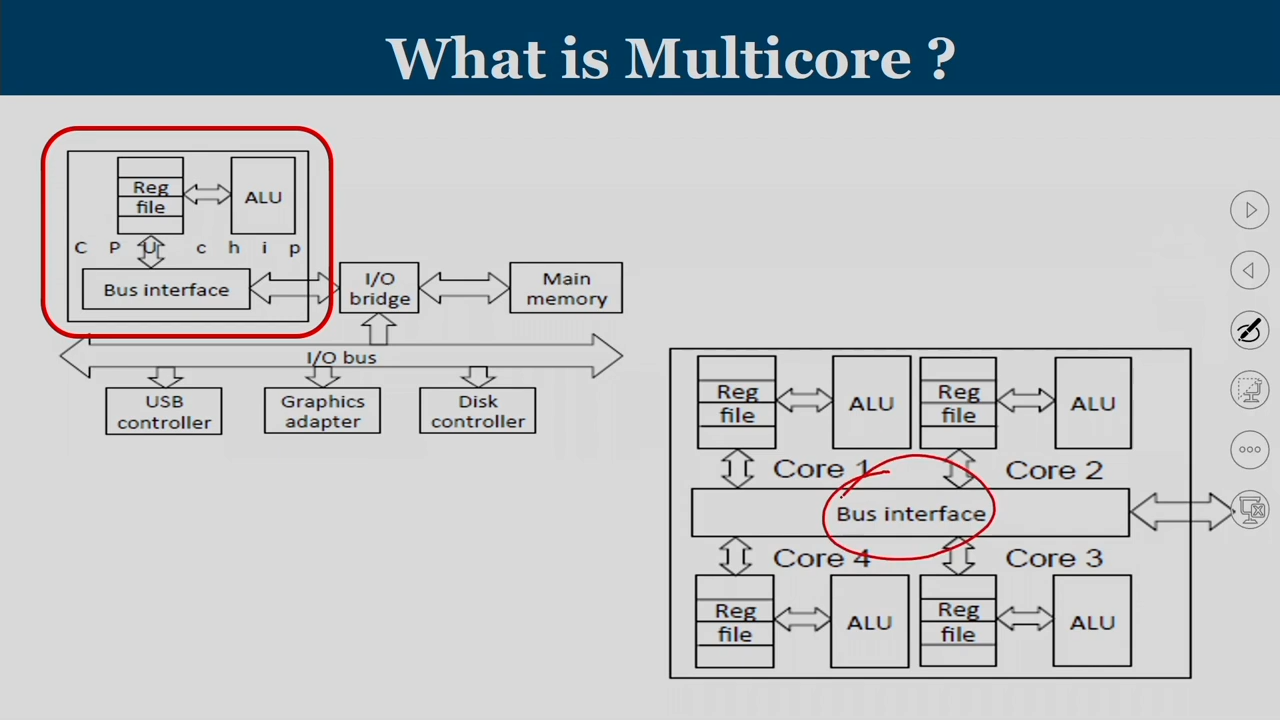 What is Multicore ?
Reg
file
ALU
C P U c h i p
Bus interface
I/O
bridge
Main
memory
I/O bus
USB
controller
Graphics
adapter
Disk
controller
Reg
file
ALU
Reg
file
ALU
Core 1
Core 2
Bus interface
Core 4
Core 3
Reg
file
ALU
Reg
file
ALU